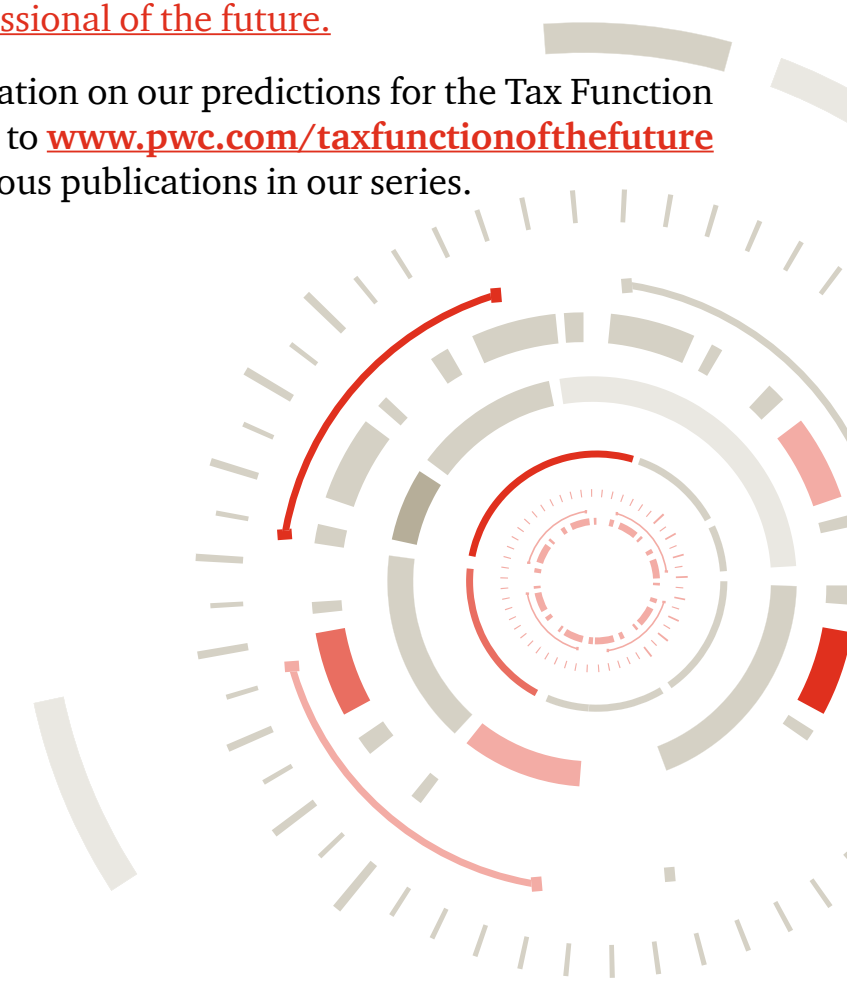 ssional of the future.
ation on our predictions for the Tax Function
to www.pwc.com/taxfunctionofthefuture
ous publications in our series.